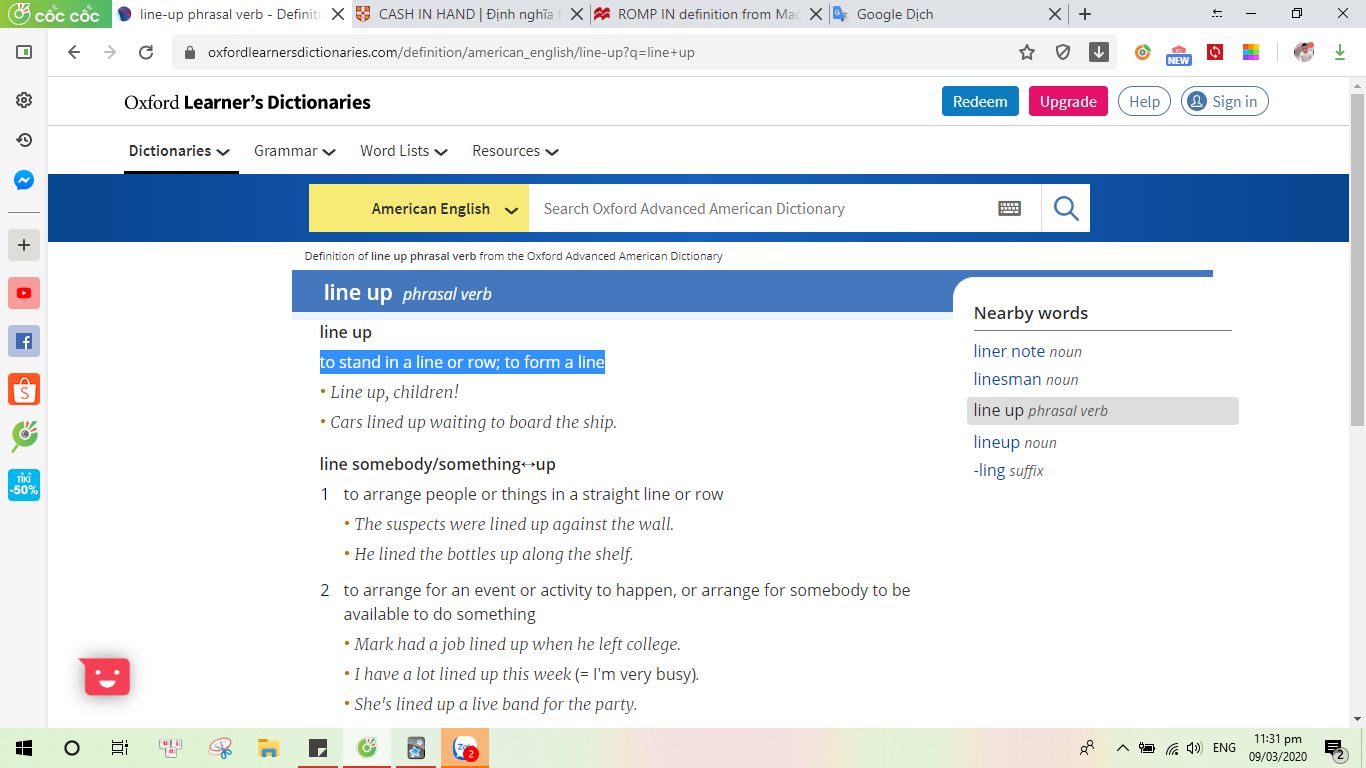 cốc cốc
line-up phrasal verb - Definiti
CASH IN HAND | Định nghĩa t
ROMP IN definition from Mac
Google Dịch
oxfordlearnersdictionaries.com/definition/american_english/line-up?q=line+up
NEW
Oxford Learner's Dictionaries
Redeem
Upgrade
Help
Sign in
Dictionaries
Grammar
Word Lists
Resources
American English
Search Oxford Advanced American Dictionary
Definition of line up phrasal verb from the Oxford Advanced American Dictionary
line up phrasal verb
line up
to stand in a line or row; to form a line
• Line up, children!
• Cars lined up waiting to board the ship.
line somebody/something↔up
1 to arrange people or things in a straight line or row
• The suspects were lined up against the wall.
• He lined the bottles up along the shelf.
2 to arrange for an event or activity to happen, or arrange for somebody to be
available to do something
• Mark had a job lined up when he left college.
• I have a lot lined up this week (= I'm very busy).
• She's lined up a live band for the party.
Nearby words
liner note noun
linesman noun
line up phrasal verb
lineup noun
-ling suffix
TIKI
-50%
2
ENG
11:31 pm
09/03/2020
2